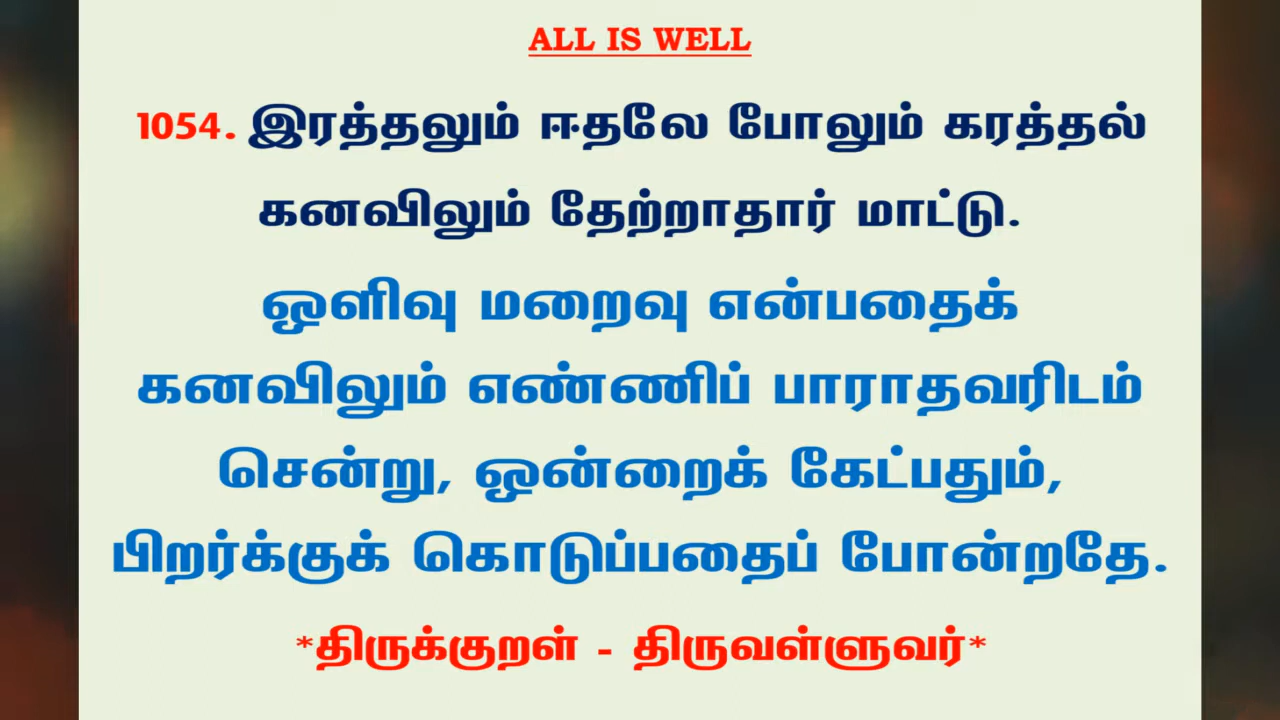 ALL IS WELL
1054. இரத்தலும் ஈதலே போலும் கரத்தல்
கனவிலும் தேற்றாதார் மாட்டு.
ஒளிவு மறைவு என்பதைக்
கனவிலும் எண்ணிப் பாராதவரிடம்
சென்று, ஒன்றைக் கேட்பதும்,
பிறர்க்குக் கொடுப்பதைப் போன்றதே.
*திருக்குறள் - திருவள்ளுவர்*